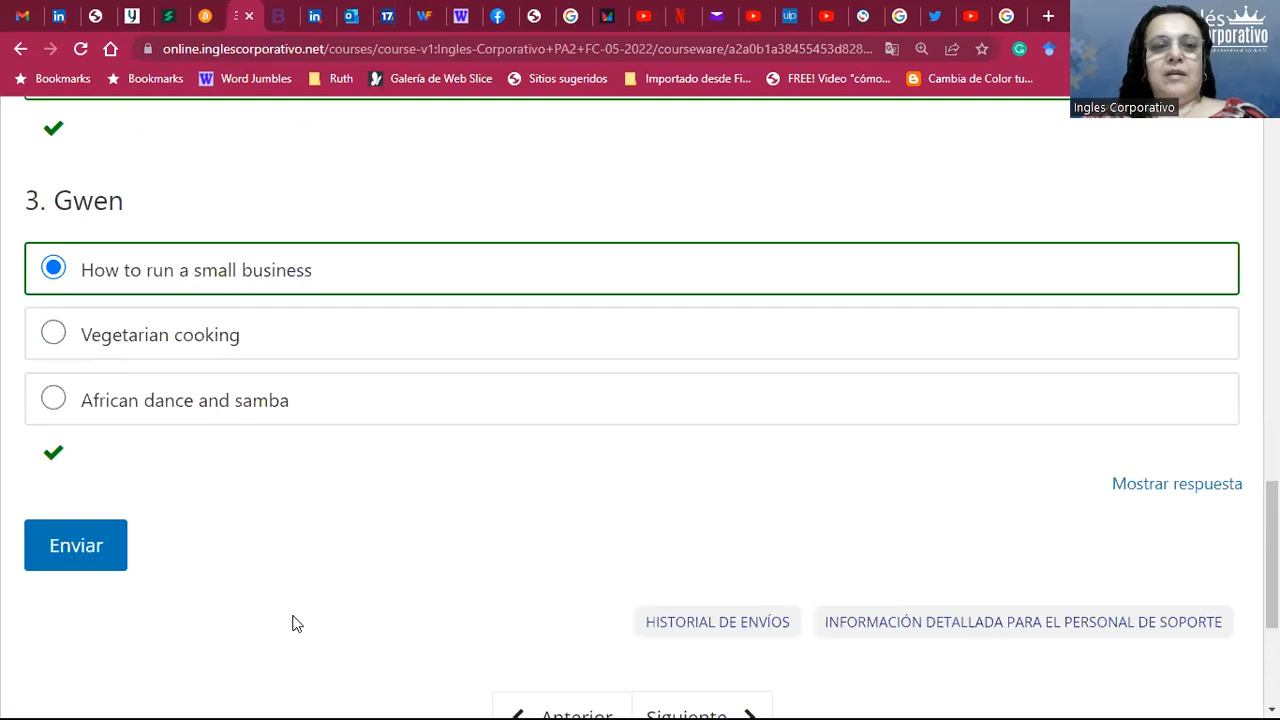 online.inglescorporativo.net/courses/course-v1:Ingles-Corporativo+PA2+FC-05-2022/courseware/a2a0b1a38455453d828...
Bookmarks Bookmarks Word Jumbles Ruth Galería de Web Slice Sitios sugeridos Importado desde Fi... FREE! Video "cómo... Cambia de Color tu...
Ingles Corporativo
3. Gwen
How to run a small business
Vegetarian cooking
African dance and samba
Mostrar respuesta
Enviar
HISTORIAL DE ENVÍOS INFORMACIÓN DETALLADA PARA EL PERSONAL DE SOPORTE
Anterior Siguiente